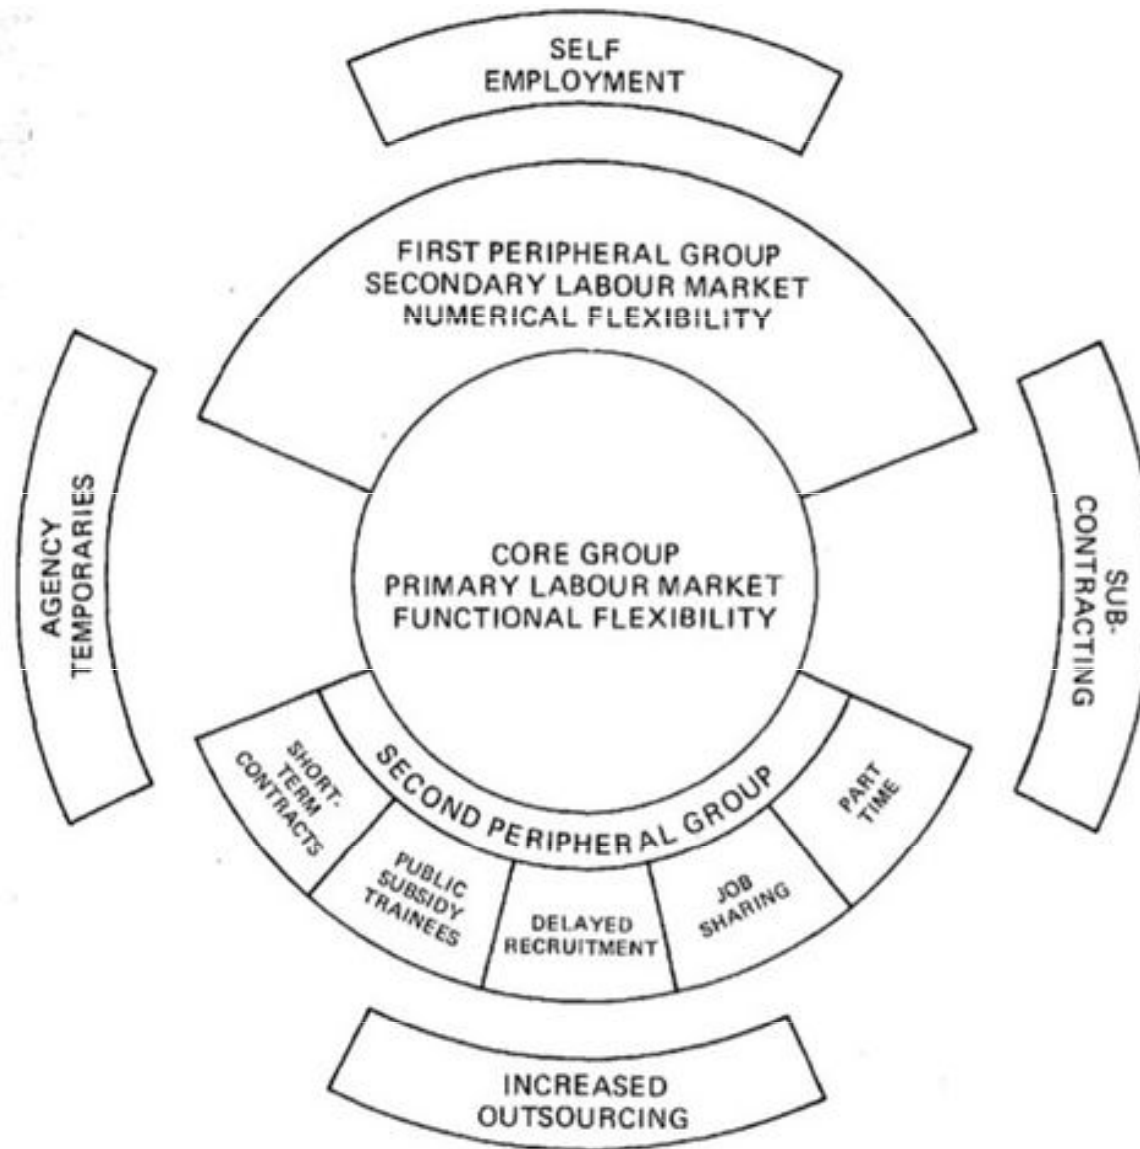 SELF
EMPLOYMENT
FIRST PERIPHERAL GROUP
SECONDARY LABOUR MARKET
NUMERICAL FLEXIBILITY
AGENCY
TEMPORARIES
CORE GROUP
PRIMARY LABOUR MARKET
FUNCTIONAL FLEXIBILITY
SUB-
CONTRACTING
SECOND PERIPHERAL GROUP
SHORT-
TERM
CONTRACTS
PUBLIC
SUBSIDY
TRAINEES
DELAYED
RECRUITMENT
JOB
SHARING
PART
TIME
INCREASED
OUTSOURCING